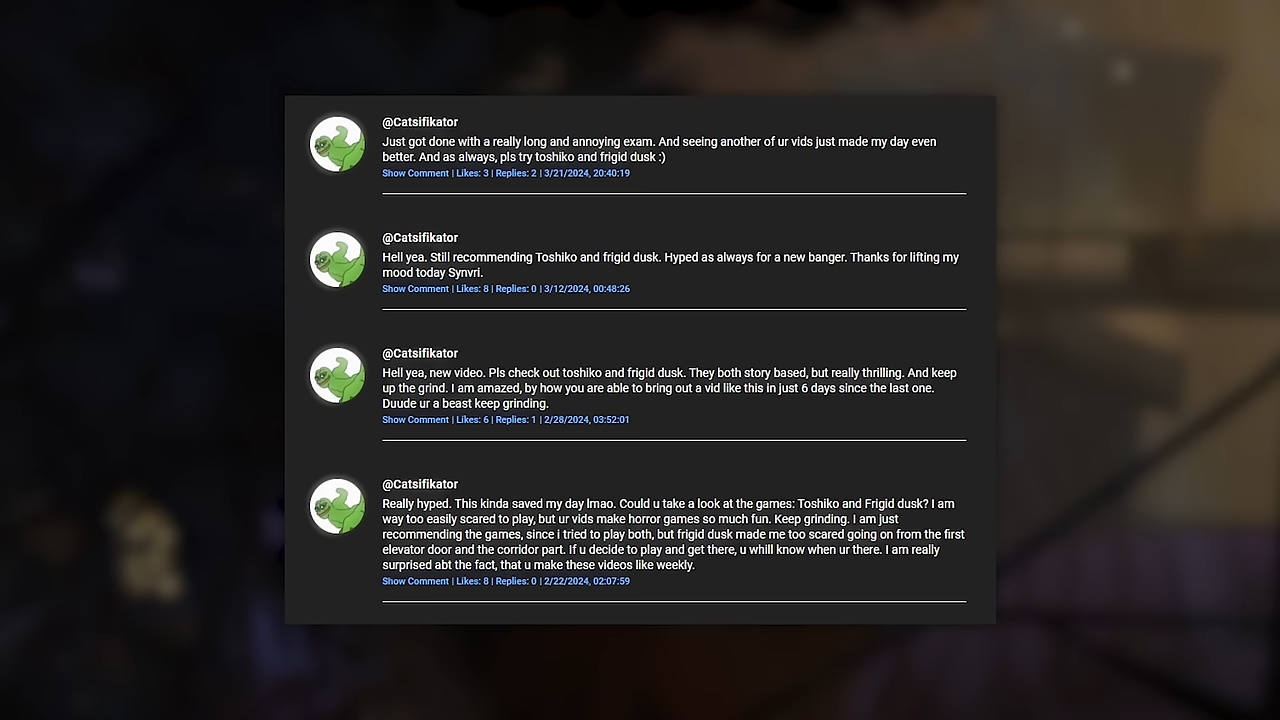 @Catsifikator
Just got done with a really long and annoying exam. And seeing another of ur vids just made my day even
better. And as always, pls try toshiko and frigid dusk :)
Show Comment | Likes: 3 | Replies: 2 | 3/21/2024, 20:40:19
@Catsifikator
Hell yea. Still recommending Toshiko and frigid dusk. Hyped as always for a new banger. Thanks for lifting my
mood today Synvri.
Show Comment | Likes: 8 | Replies: 0 | 3/12/2024, 00:48:26
@Catsifikator
Hell yea, new video. Pls check out toshiko and frigid dusk. They both story based, but really thrilling. And keep
up the grind. I am amazed, by how you are able to bring out a vid like this in just 6 days since the last one.
Duude ur a beast keep grinding.
Show Comment | Likes: 6 | Replies: 1 | 2/28/2024, 03:52:01
@Catsifikator
Really hyped. This kinda saved my day lmao. Could u take a look at the games: Toshiko and Frigid dusk? I am
way too easily scared to play, but ur vids make horror games so much fun. Keep grinding. I am just
recommending the games, since i tried to play both, but frigid dusk made me too scared going on from the first
elevator door and the corridor part. If u decide to play and get there, u whill know when ur there. I am really
surprised abt the fact, that u make these videos like weekly.
Show Comment | Likes: 8 | Replies: 0 | 2/22/2024, 02:07:59